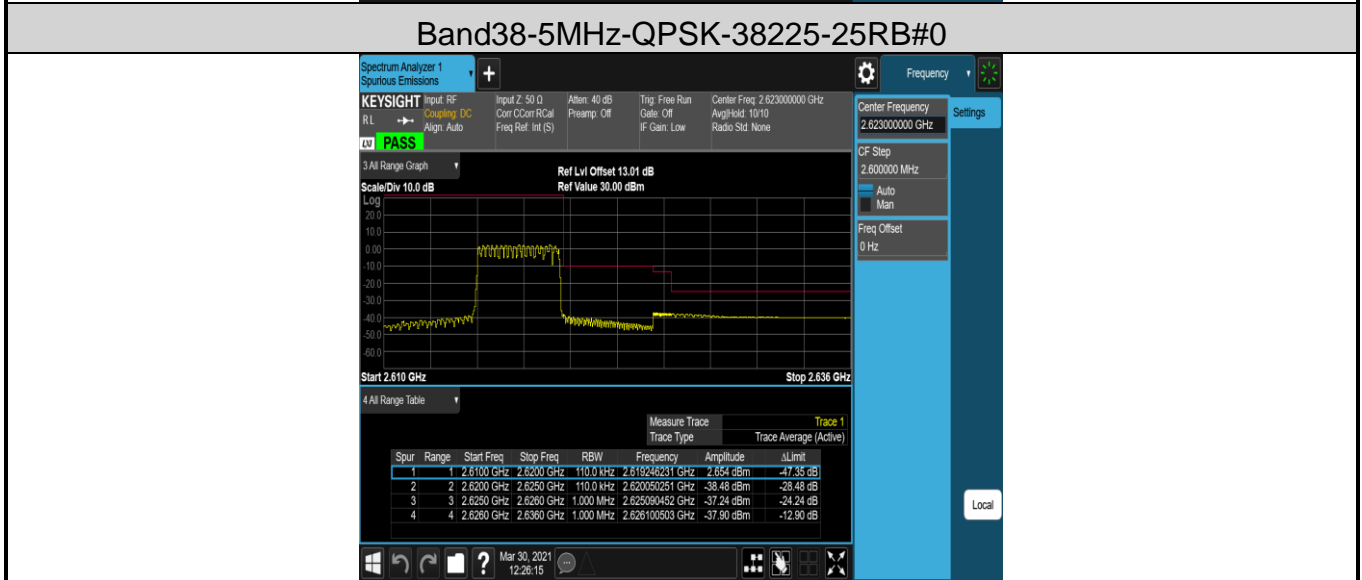 Band38-5MHz-QPSK-38225-25RB#0
Spectrum Analyzer 1
Spurious Emissions
Frequency
KEYSIGHT Input: RF Input Z: 50 Ω Atten: 40 dB Trig: Free Run Center Freq: 2.623000000 GHz
RL Coupling: DC Corr CCorr RCal Preamp: Off Gate: Off Avg|Hold: 10/10
Align: Auto Freq Ref: Int (S) IF Gain: Low Radio Std: None
LXI PASS
Center Frequency
2.623000000 GHz
Settings
CF Step
2.600000 MHz
Auto
Man
Freq Offset
0 Hz
3 All Range Graph
Ref Lvl Offset 13.01 dB
Scale/Div 10.0 dB Ref Value 30.00 dBm
Log
20.0
10.0
0.00
-10.0
-20.0
-30.0
-40.0
-50.0
-60.0
Start 2.610 GHz Stop 2.636 GHz
4 All Range Table
Measure Trace Trace 1
Trace Type Trace Average (Active)
Spur Range Start Freq Stop Freq RBW Frequency Amplitude ΔLimit
1 1 2.6100 GHz 2.6200 GHz 110.0 kHz 2.619246231 GHz 2.654 dBm -47.35 dB
2 2 2.6200 GHz 2.6250 GHz 110.0 kHz 2.620050251 GHz -38.48 dBm -28.48 dB
3 3 2.6250 GHz 2.6260 GHz 1.000 MHz 2.625090452 GHz -37.24 dBm -24.24 dB
4 4 2.6260 GHz 2.6360 GHz 1.000 MHz 2.626100503 GHz -37.90 dBm -12.90 dB
Local
Mar 30, 2021
12:26:15